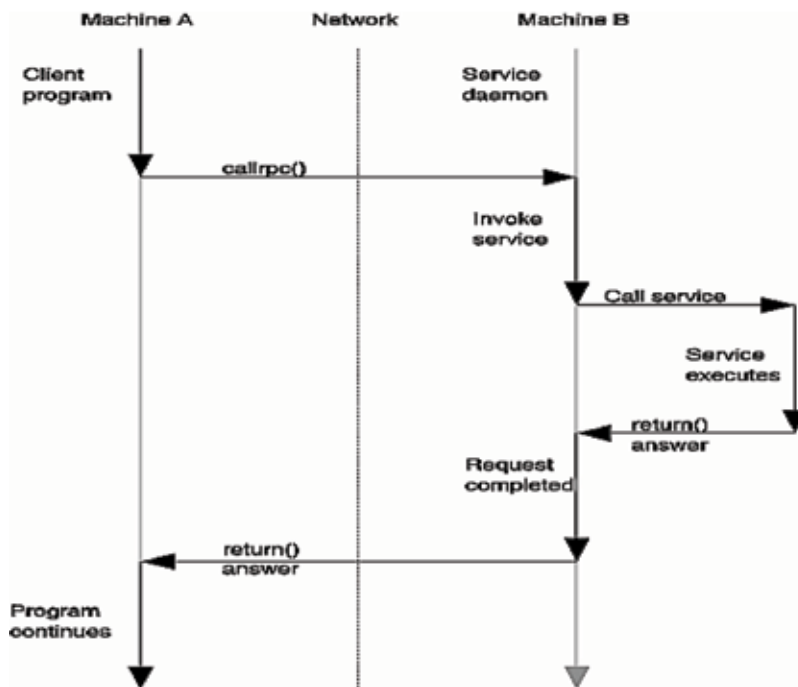 Machine A Network Machine B
Client
program
Service
daemon
callrpc()
Invoke
service
Call service
Service
executes
return()
answer
Request
completed
return()
answer
Program
continues